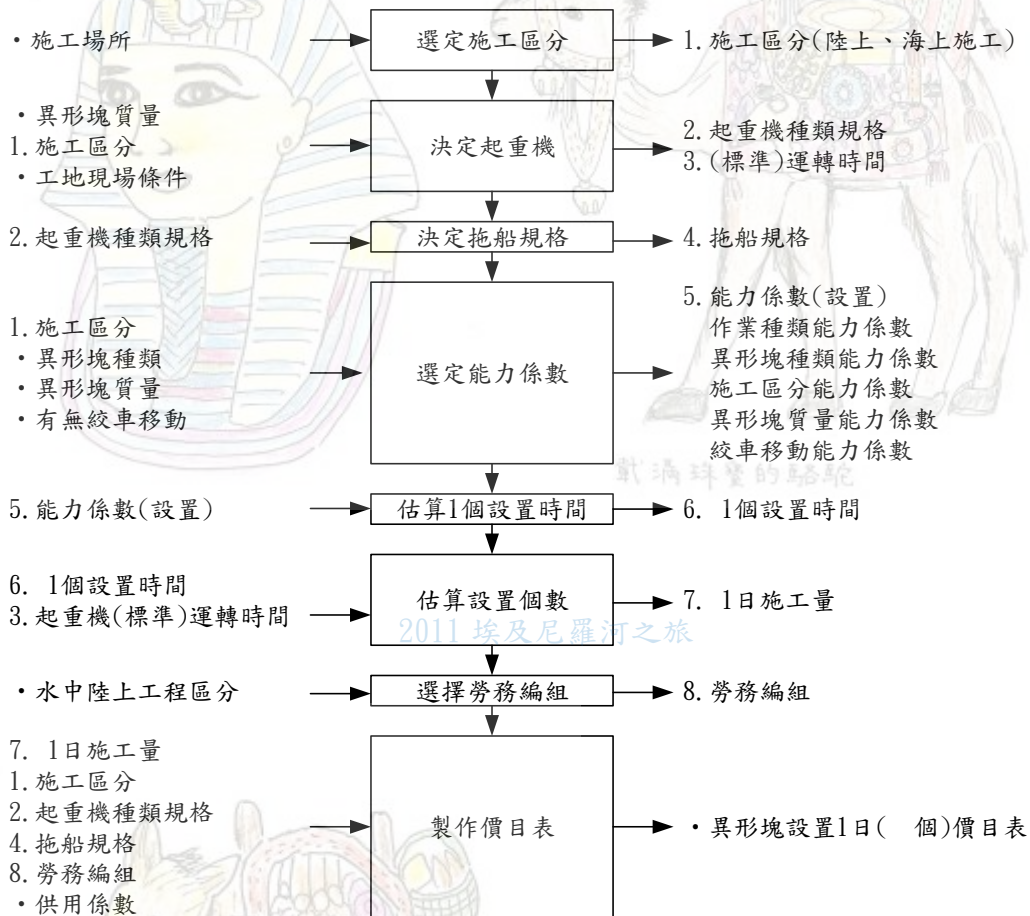 ・施工場所
選定施工區分
1.施工區分(陸上、海上施工)
・異形塊質量
1.施工區分
・工地現場條件
決定起重機
2.起重機種類規格
3.(標準)運轉時間
2.起重機種類規格
決定拖船規格
4.拖船規格
1.施工區分
・異形塊種類
・異形塊質量
・有無絞車移動
選定能力係數
5.能力係數(設置)
作業種類能力係數
異形塊種類能力係數
施工區分能力係數
異形塊質量能力係數
絞車移動能力係數
載滿珠璽的駱駝
5.能力係數(設置)
估算1個設置時間
6. 1個設置時間
6. 1個設置時間
3.起重機(標準)運轉時間
估算設置個數
7. 1日施工量
2011 埃及尼羅河之旅
・水中陸上工程區分
選擇勞務編組
8.勞務編組
7. 1日施工量
1.施工區分
2.起重機種類規格
4.拖船規格
8.勞務編組
・供用係數
製作價目表
・異形塊設置1日( 個)價目表